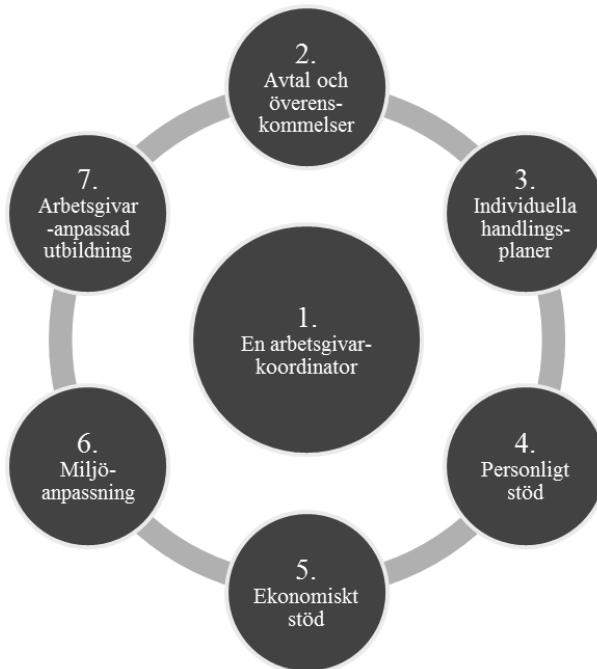 1.
En arbetsgivar-
koordinator
2.
Avtal och
överens-
kommelser
3.
Individuella
handlings-
planer
4.
Personligt
stöd
5.
Ekonomiskt
stöd
6.
Miljö-
anpassning
7.
Arbetsgivar
-anpassad
utbildning